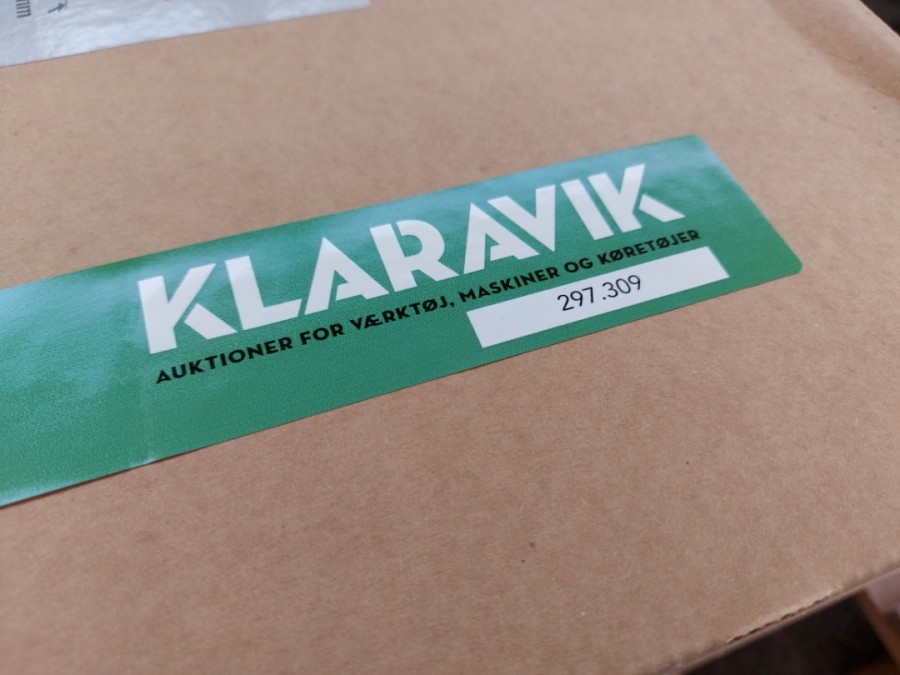 KLARAVIK
AUKTIONER FOR VÆRKTØJ, MASKINER OG KØRETØJER
297.309